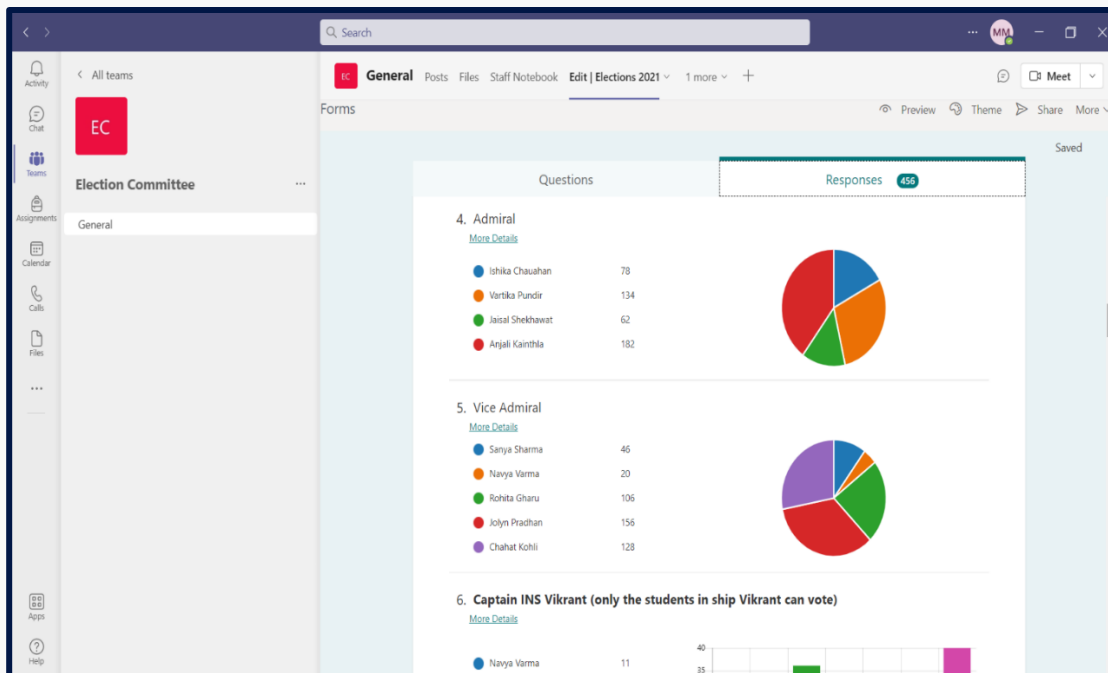 Search
MM
Activity
Chat
Teams
Assignments
Calendar
Calls
Files
Apps
Help
All teams
EC
Election Committee
General
EC General Posts Files Staff Notebook Edit | Elections 2021 1 more
Meet
Forms
Preview Theme Share More
Saved
Questions
Responses 456
4. Admiral
More Details
Ishika Chauahan 78
Vartika Pundir 134
Jaisal Shekhawat 62
Anjali Kainthla 182
5. Vice Admiral
More Details
Sanya Sharma 46
Navya Varma 20
Rohita Gharu 106
Jolyn Pradhan 156
Chahat Kohli 128
6. Captain INS Vikrant (only the students in ship Vikrant can vote)
More Details
Navya Varma 11
40
35